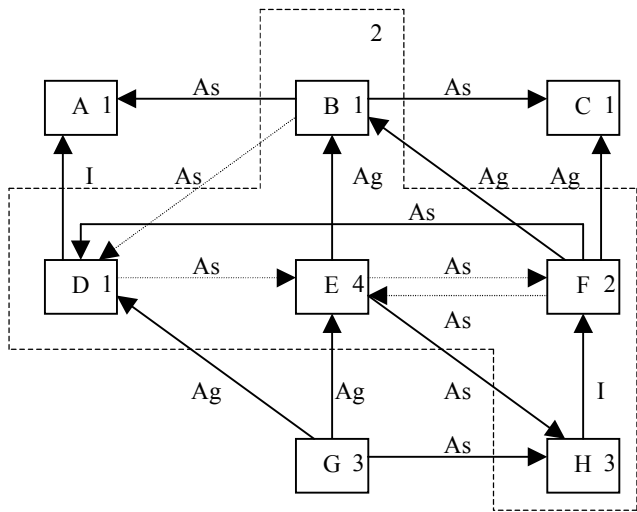 2
As As
A 1 B 1 C 1
I As Ag Ag Ag
As
As As
D 1 E 4 F 2
As
Ag Ag As I
As
G 3 H 3